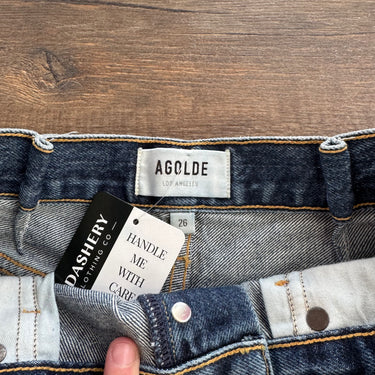 AGOLDE
LOS ANGELES
26
DASHERY
CLOTHING CO
HANDLE
ME
WITH
CARE